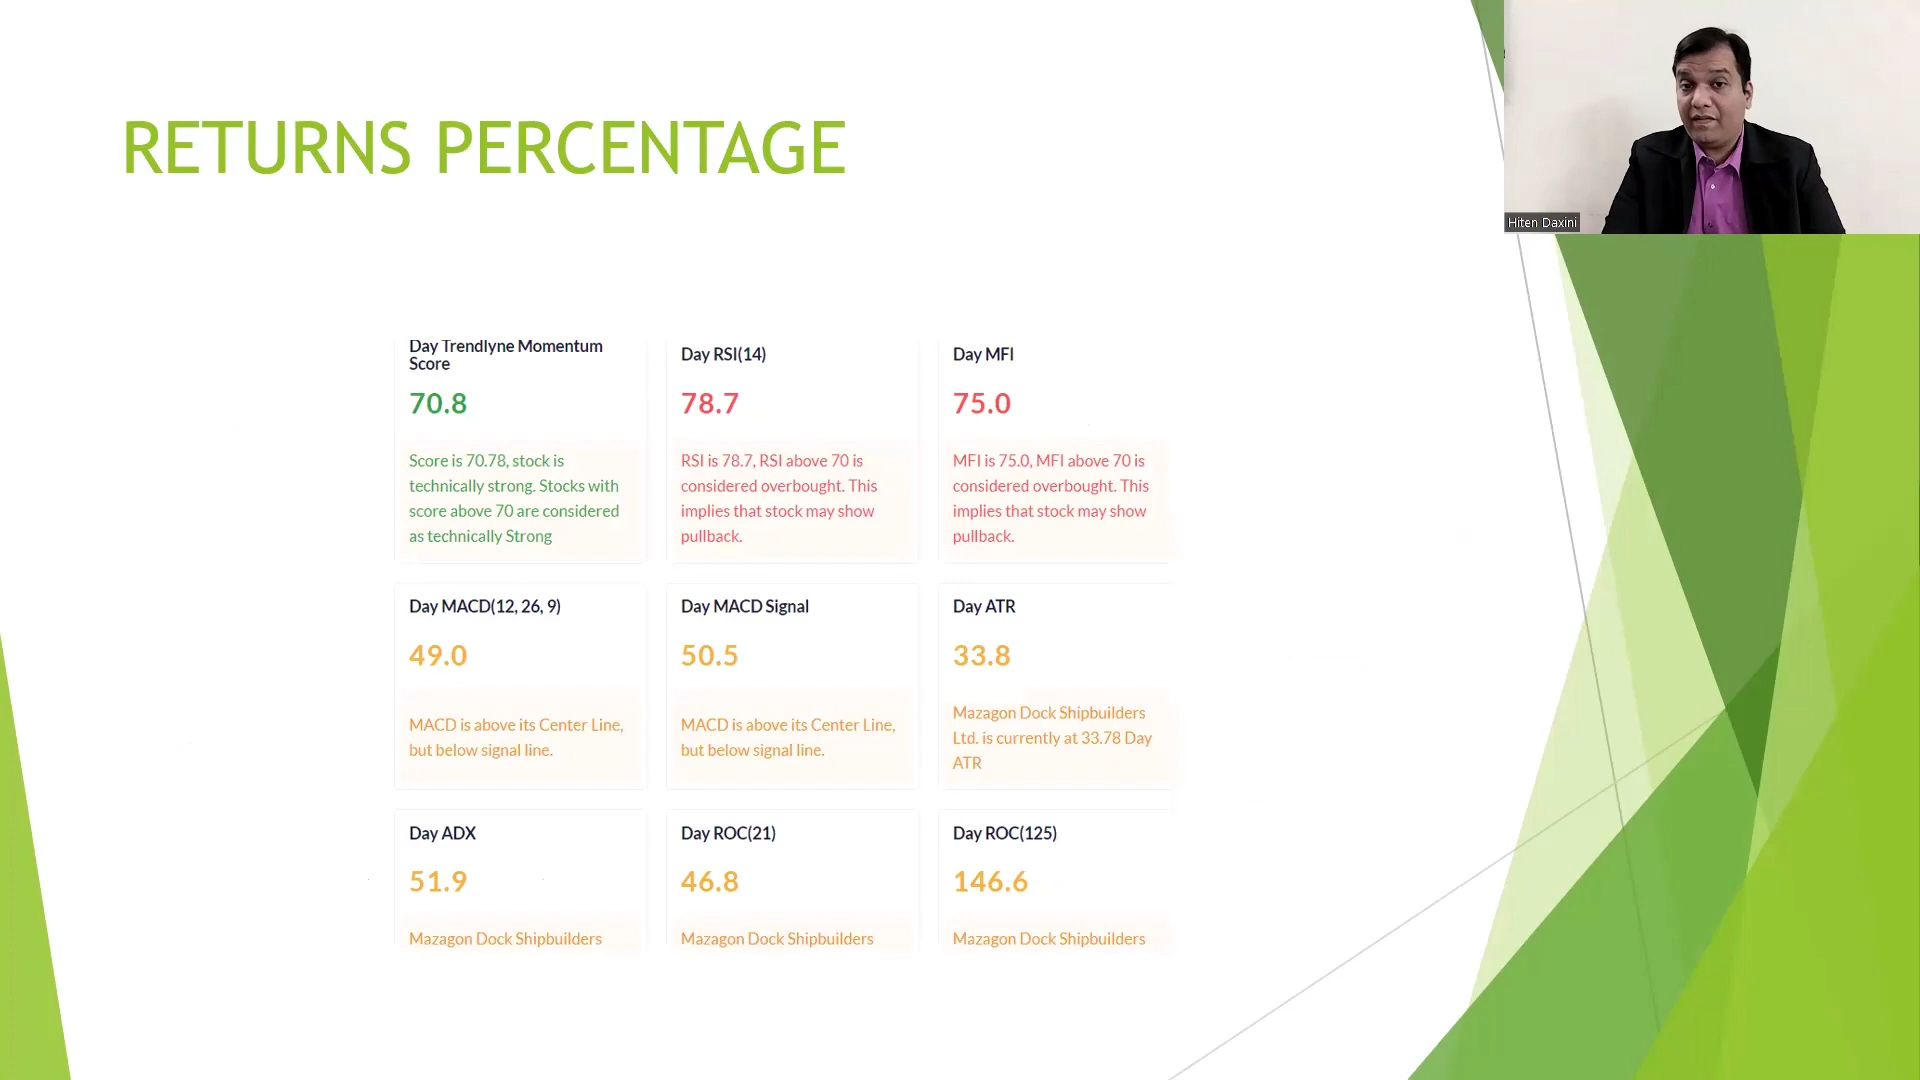 RETURNS PERCENTAGE
Hiten Daxini
Day Trendlyne Momentum
Score
70.8
Score is 70.78, stock is
technically strong. Stocks with
score above 70 are considered
as technically Strong
Day RSI(14)
78.7
RSI is 78.7, RSI above 70 is
considered overbought. This
implies that stock may show
pullback.
Day MFI
75.0
MFI is 75.0, MFI above 70 is
considered overbought. This
implies that stock may show
pullback.
Day MACD(12, 26, 9)
49.0
MACD is above its Center Line,
but below signal line.
Day MACD Signal
50.5
MACD is above its Center Line,
but below signal line.
Day ATR
33.8
Mazagon Dock Shipbuilders
Ltd. is currently at 33.78 Day
ATR
Day ADX
51.9
Mazagon Dock Shipbuilders
Day ROC(21)
46.8
Mazagon Dock Shipbuilders
Day ROC(125)
146.6
Mazagon Dock Shipbuilders